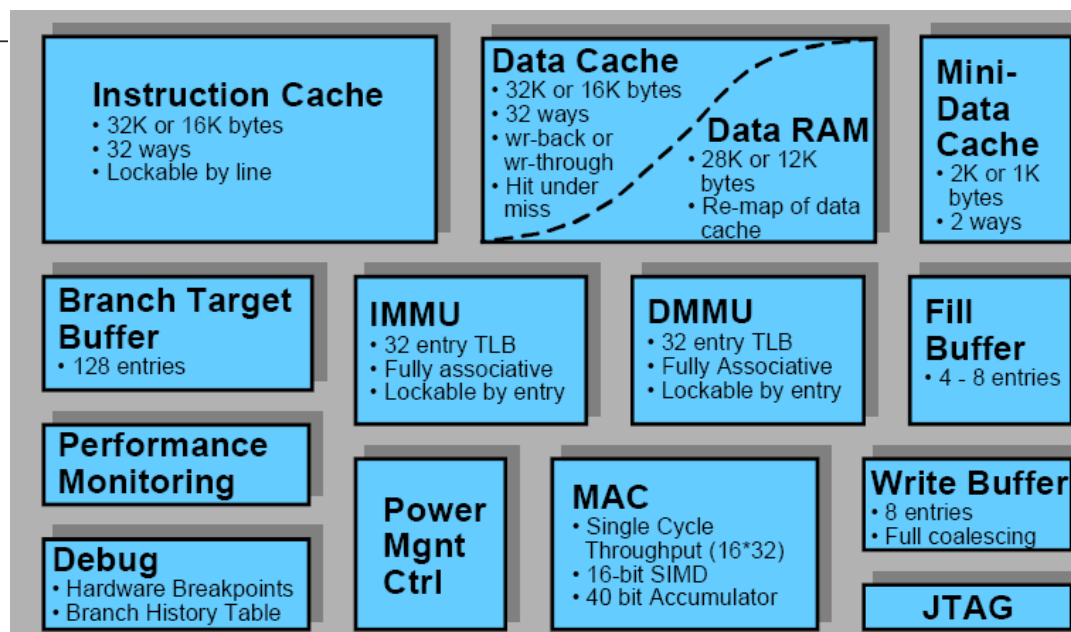 Instruction Cache
• 32K or 16K bytes
• 32 ways
• Lockable by line
Data Cache
• 32K or 16K bytes
• 32 ways
• wr-back or
wr-through
• Hit under
miss
Data RAM
• 28K or 12K
bytes
• Re-map of data
cache
Mini-
Data
Cache
• 2K or 1K
bytes
• 2 ways
Branch Target
Buffer
• 128 entries
IMMU
• 32 entry TLB
• Fully associative
• Lockable by entry
DMMU
• 32 entry TLB
• Fully Associative
• Lockable by entry
Fill
Buffer
• 4 - 8 entries
Performance
Monitoring
Power
Mgnt
Ctrl
MAC
• Single Cycle
Throughput (16*32)
• 16-bit SIMD
• 40 bit Accumulator
Write Buffer
• 8 entries
• Full coalescing
Debug
• Hardware Breakpoints
• Branch History Table
JTAG